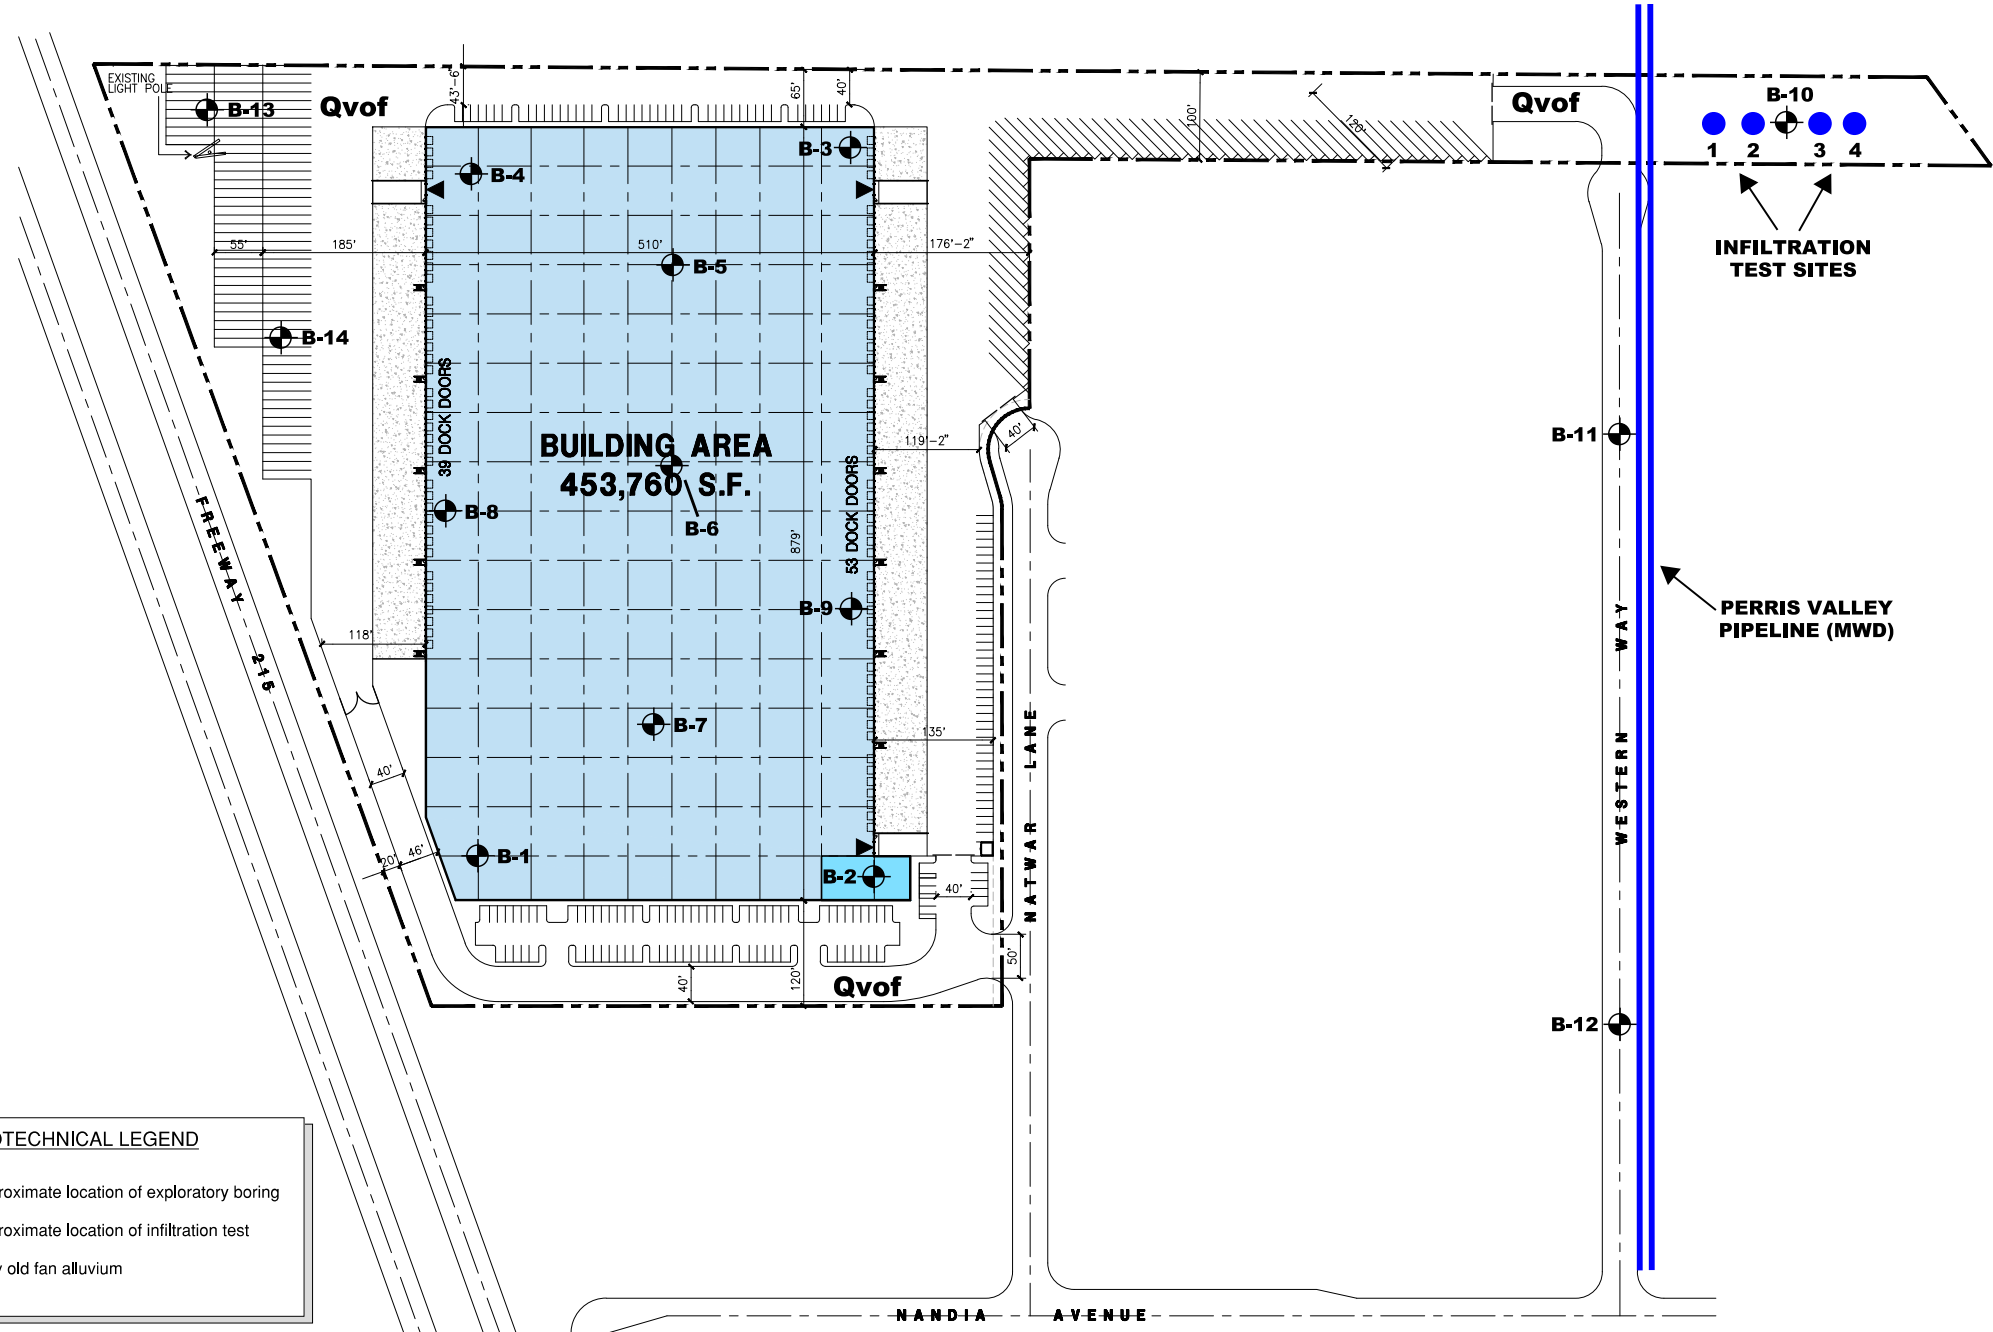 EXISTING
LIGHT POLE
B-13
Qvof
43'-6"
65'
40'
100'
120'
Qvof
B-10
1
2
3
4
INFILTRATION
TEST SITES
B-3
B-4
55'
185'
510'
176'-2"
B-5
B-14
39 DOCK DOORS
BUILDING AREA
453,760 S.F.
119'-2"
40'
B-11
B-8
B-6
53 DOCK DOORS
879'
FREEWAY 215
B-9
118'
PERRIS VALLEY
PIPELINE (MWD)
WESTERN WAY
B-7
135'
NATWAR LANE
40'
20'
46'
B-1
B-2
40'
50'
40'
120'
Qvof
B-12
OTECHNICAL LEGEND
roximate location of exploratory boring
roximate location of infiltration test
y old fan alluvium
NANDIA AVENUE